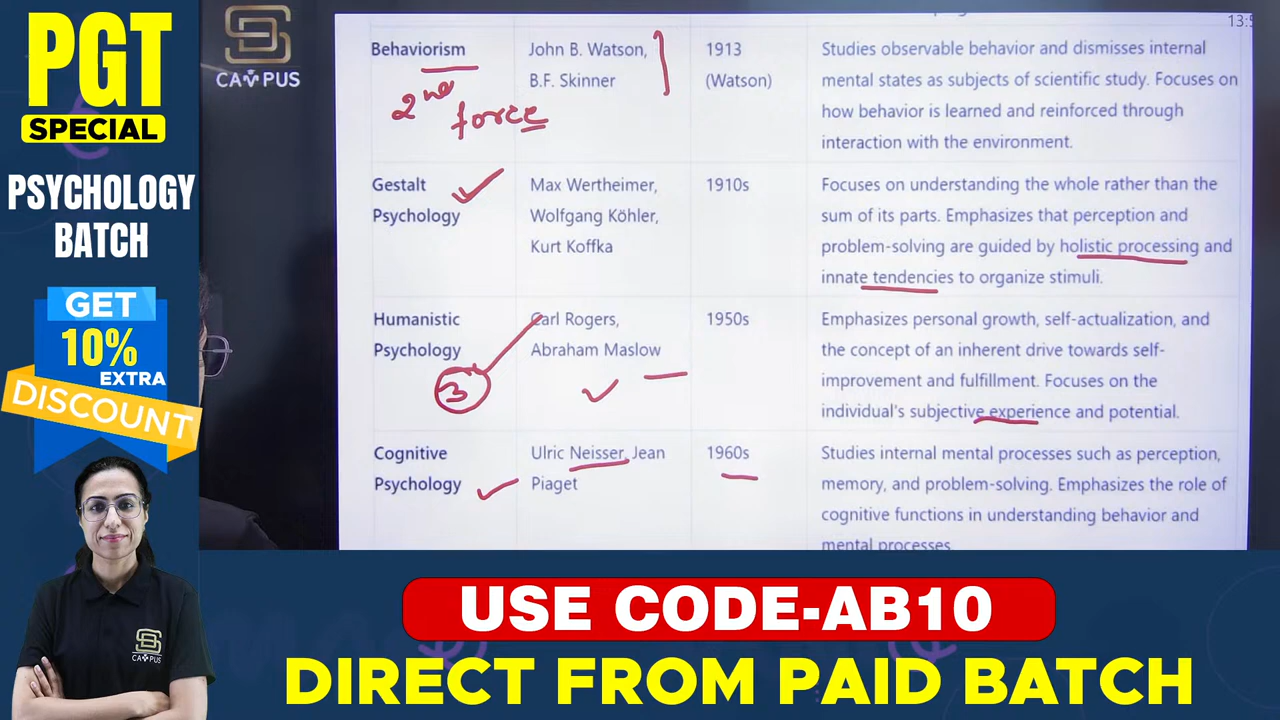 PGT
SPECIAL
PSYCHOLOGY
BATCH
GET
10%
EXTRA
DISCOUNT
SD
CAMPUS
SD
CAMPUS
13:5
Behaviorism
John B. Watson,
B.F. Skinner
1913
(Watson)
Studies observable behavior and dismisses internal
mental states as subjects of scientific study. Focuses on
how behavior is learned and reinforced through
interaction with the environment.
2nd force
Gestalt
Psychology
Max Wertheimer,
Wolfgang Köhler,
Kurt Koffka
1910s
Focuses on understanding the whole rather than the
sum of its parts. Emphasizes that perception and
problem-solving are guided by holistic processing and
innate tendencies to organize stimuli.
Humanistic
Psychology
3
Carl Rogers,
Abraham Maslow
1950s
Emphasizes personal growth, self-actualization, and
the concept of an inherent drive towards self-
improvement and fulfillment. Focuses on the
individual's subjective experience and potential.
Cognitive
Psychology
Ulric Neisser, Jean
Piaget
1960s
Studies internal mental processes such as perception,
memory, and problem-solving. Emphasizes the role of
cognitive functions in understanding behavior and
mental processes.
USE CODE-AB10
DIRECT FROM PAID BATCH